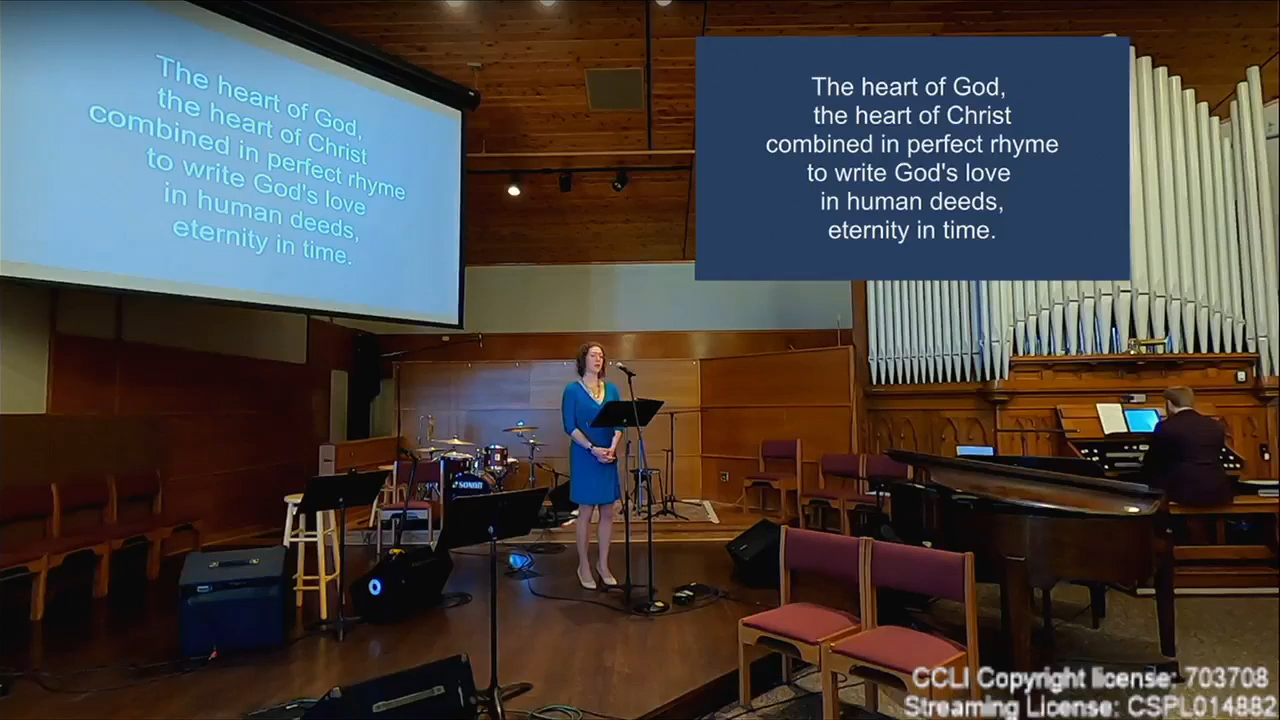 The heart of God,
the heart of Christ
combined in perfect rhyme
to write God's love
in human deeds,
eternity in time.
The heart of God,
the heart of Christ
combined in perfect rhyme
to write God's love
in human deeds,
eternity in time.
SONOR
CCLI Copyright license: 703708
Streaming License: CSPL014882